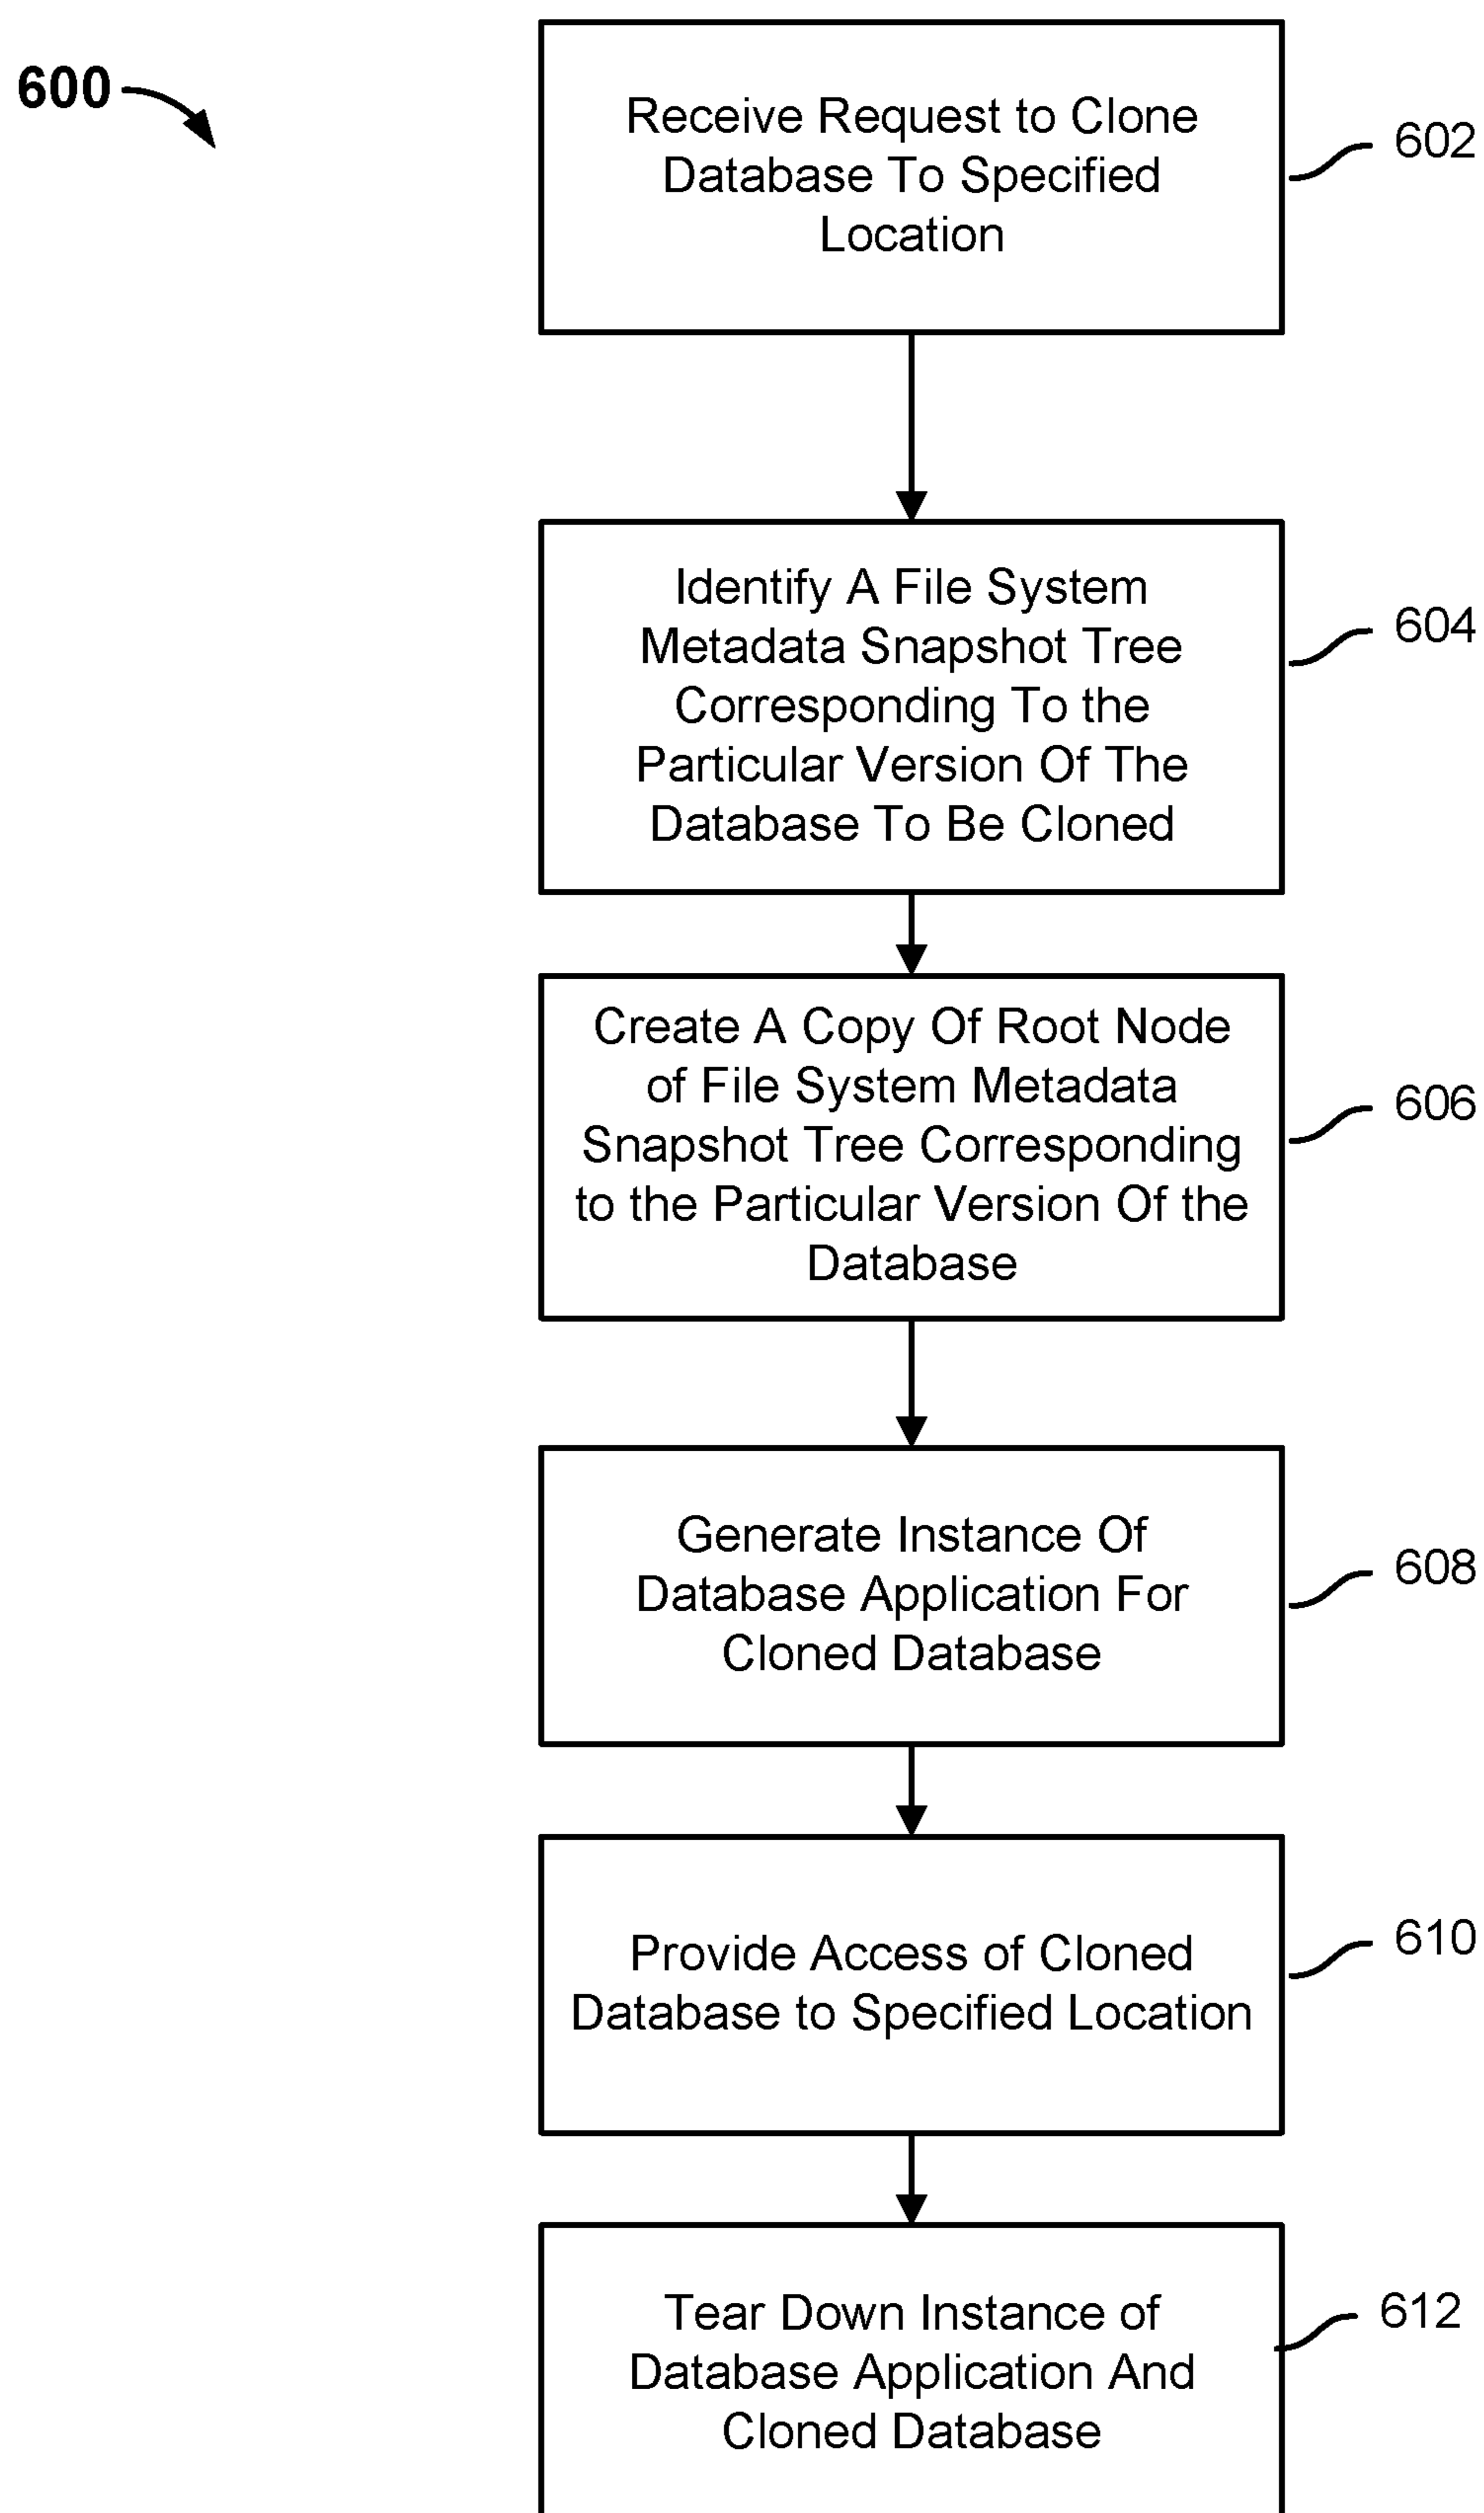 600
Receive Request to Clone
Database To Specified
Location
602
Identify A File System
Metadata Snapshot Tree
Corresponding To the
Particular Version Of The
Database To Be Cloned
604
Create A Copy Of Root Node
of File System Metadata
Snapshot Tree Corresponding
to the Particular Version Of the
Database
606
Generate Instance Of
Database Application For
Cloned Database
608
Provide Access of Cloned
Database to Specified Location
610
Tear Down Instance of
Database Application And
Cloned Database
612